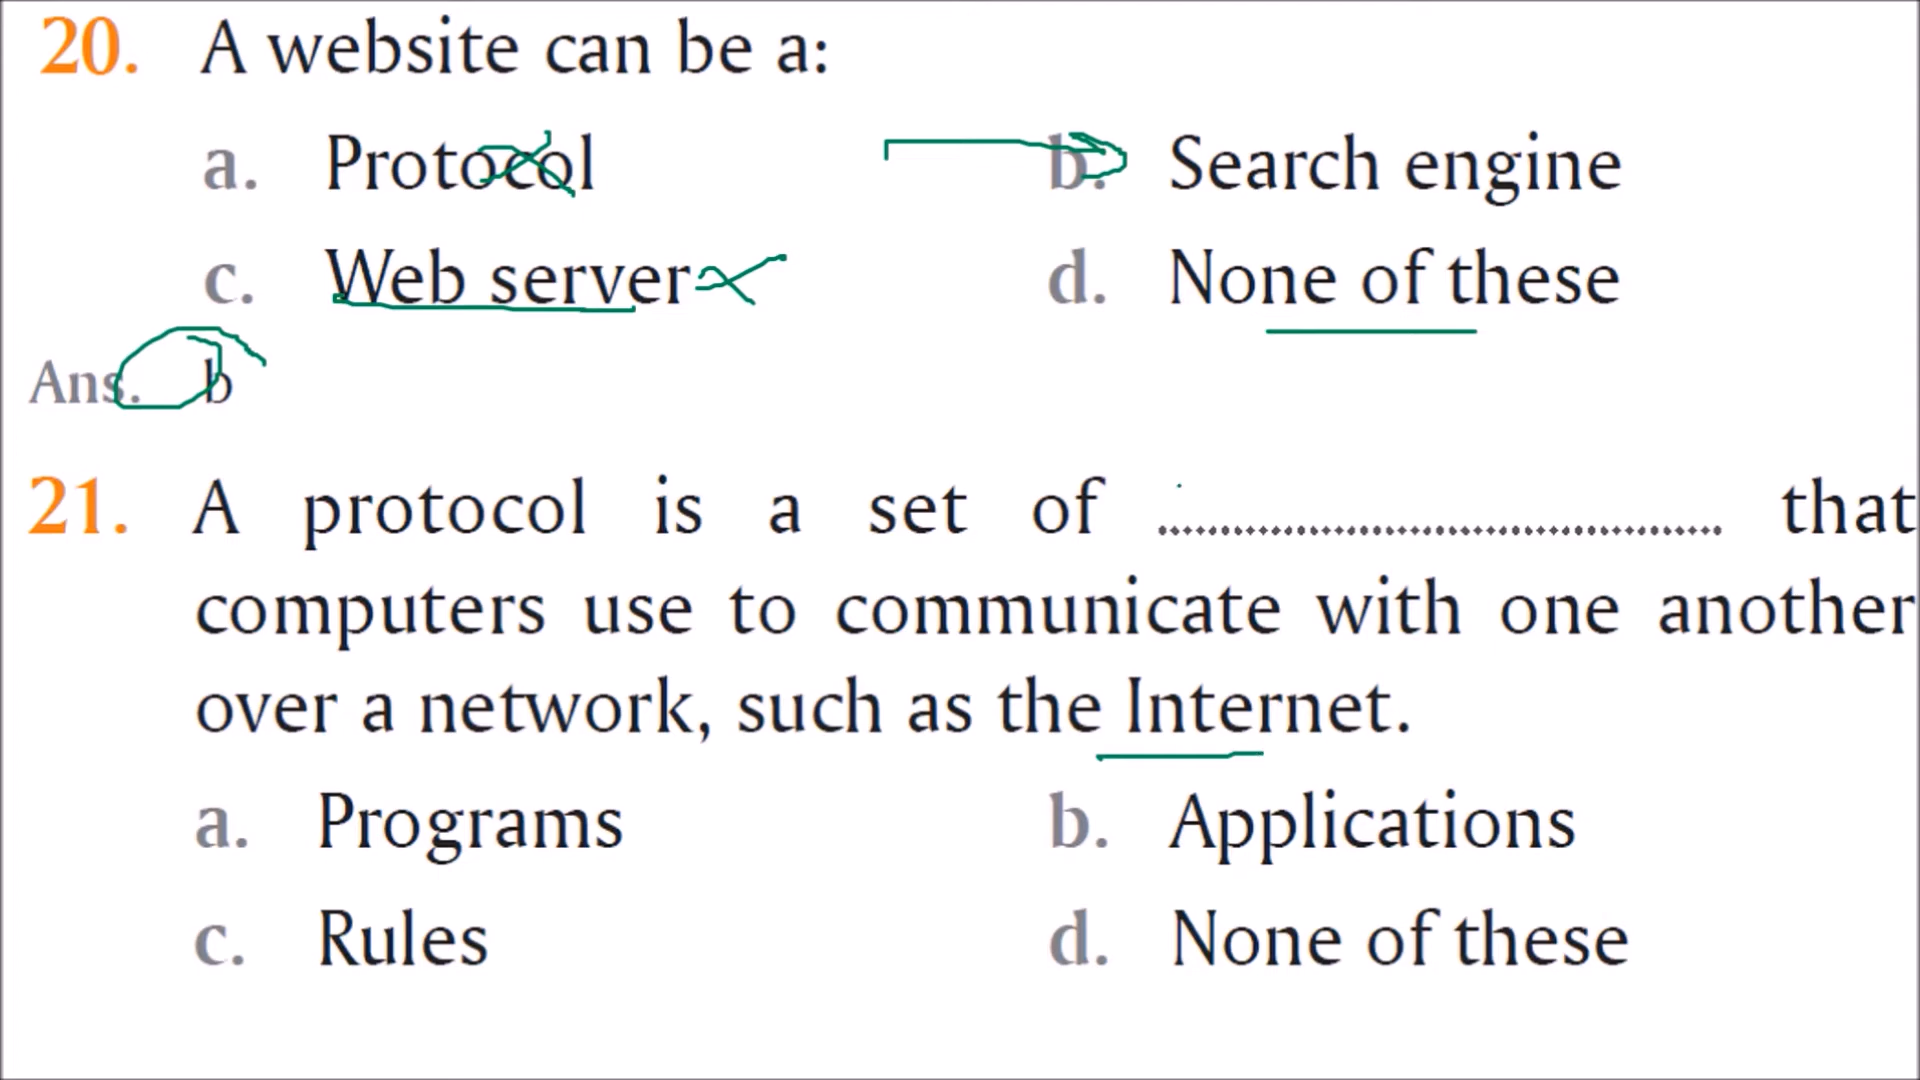 20. A website can be a:
a. Protocol b. Search engine
c. Web server d. None of these
Ans. b
21. A protocol is a set of ........................................ that
computers use to communicate with one another
over a network, such as the Internet.
a. Programs b. Applications
c. Rules d. None of these